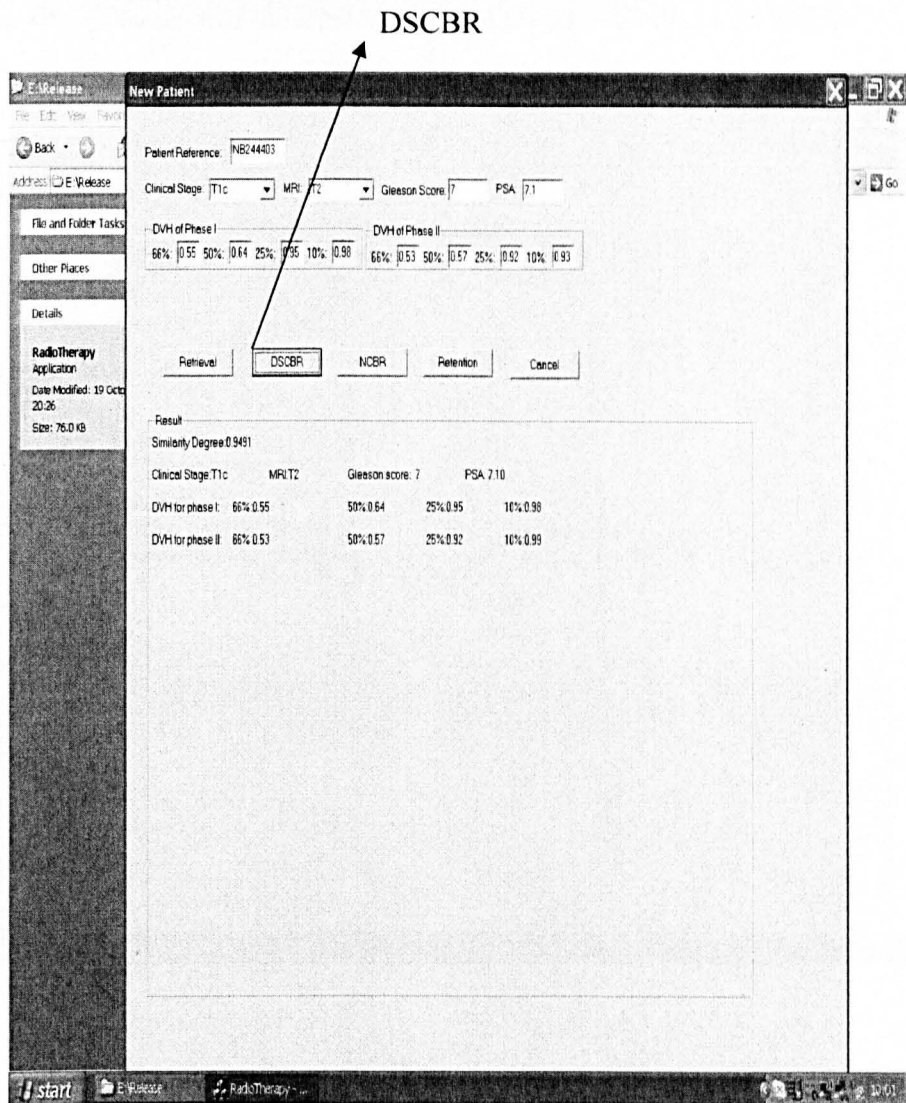 DSCBR
E:\Release
New Patient
File Edit View Favor
Back
Address E:\Release
Go
File and Folder Tasks
Other Places
Details
RadioTherapy
Application
Date Modified: 19 Octo
20:26
Size: 76.0 KB
Patient Reference: NB244403
Clinical Stage: T1c MRI: T2 Gleason Score: 7 PSA: 7.1
DVH of Phase I DVH of Phase II
66%: 0.55 50%: 0.64 25%: 0.95 10%: 0.98 66%: 0.53 50%: 0.57 25%: 0.92 10%: 0.93
Retrieval DSCBR NCBR Retention Cancel
Result
Similarity Degree:0.9491
Clinical Stage:T1c MRI:T2 Gleason score: 7 PSA:7.10
DVH for phase I: 66%:0.55 50%:0.64 25%:0.95 10%:0.98
DVH for phase II: 66%:0.53 50%:0.57 25%:0.92 10%:0.99
start E:\Release RadioTherapy - ... 10:01